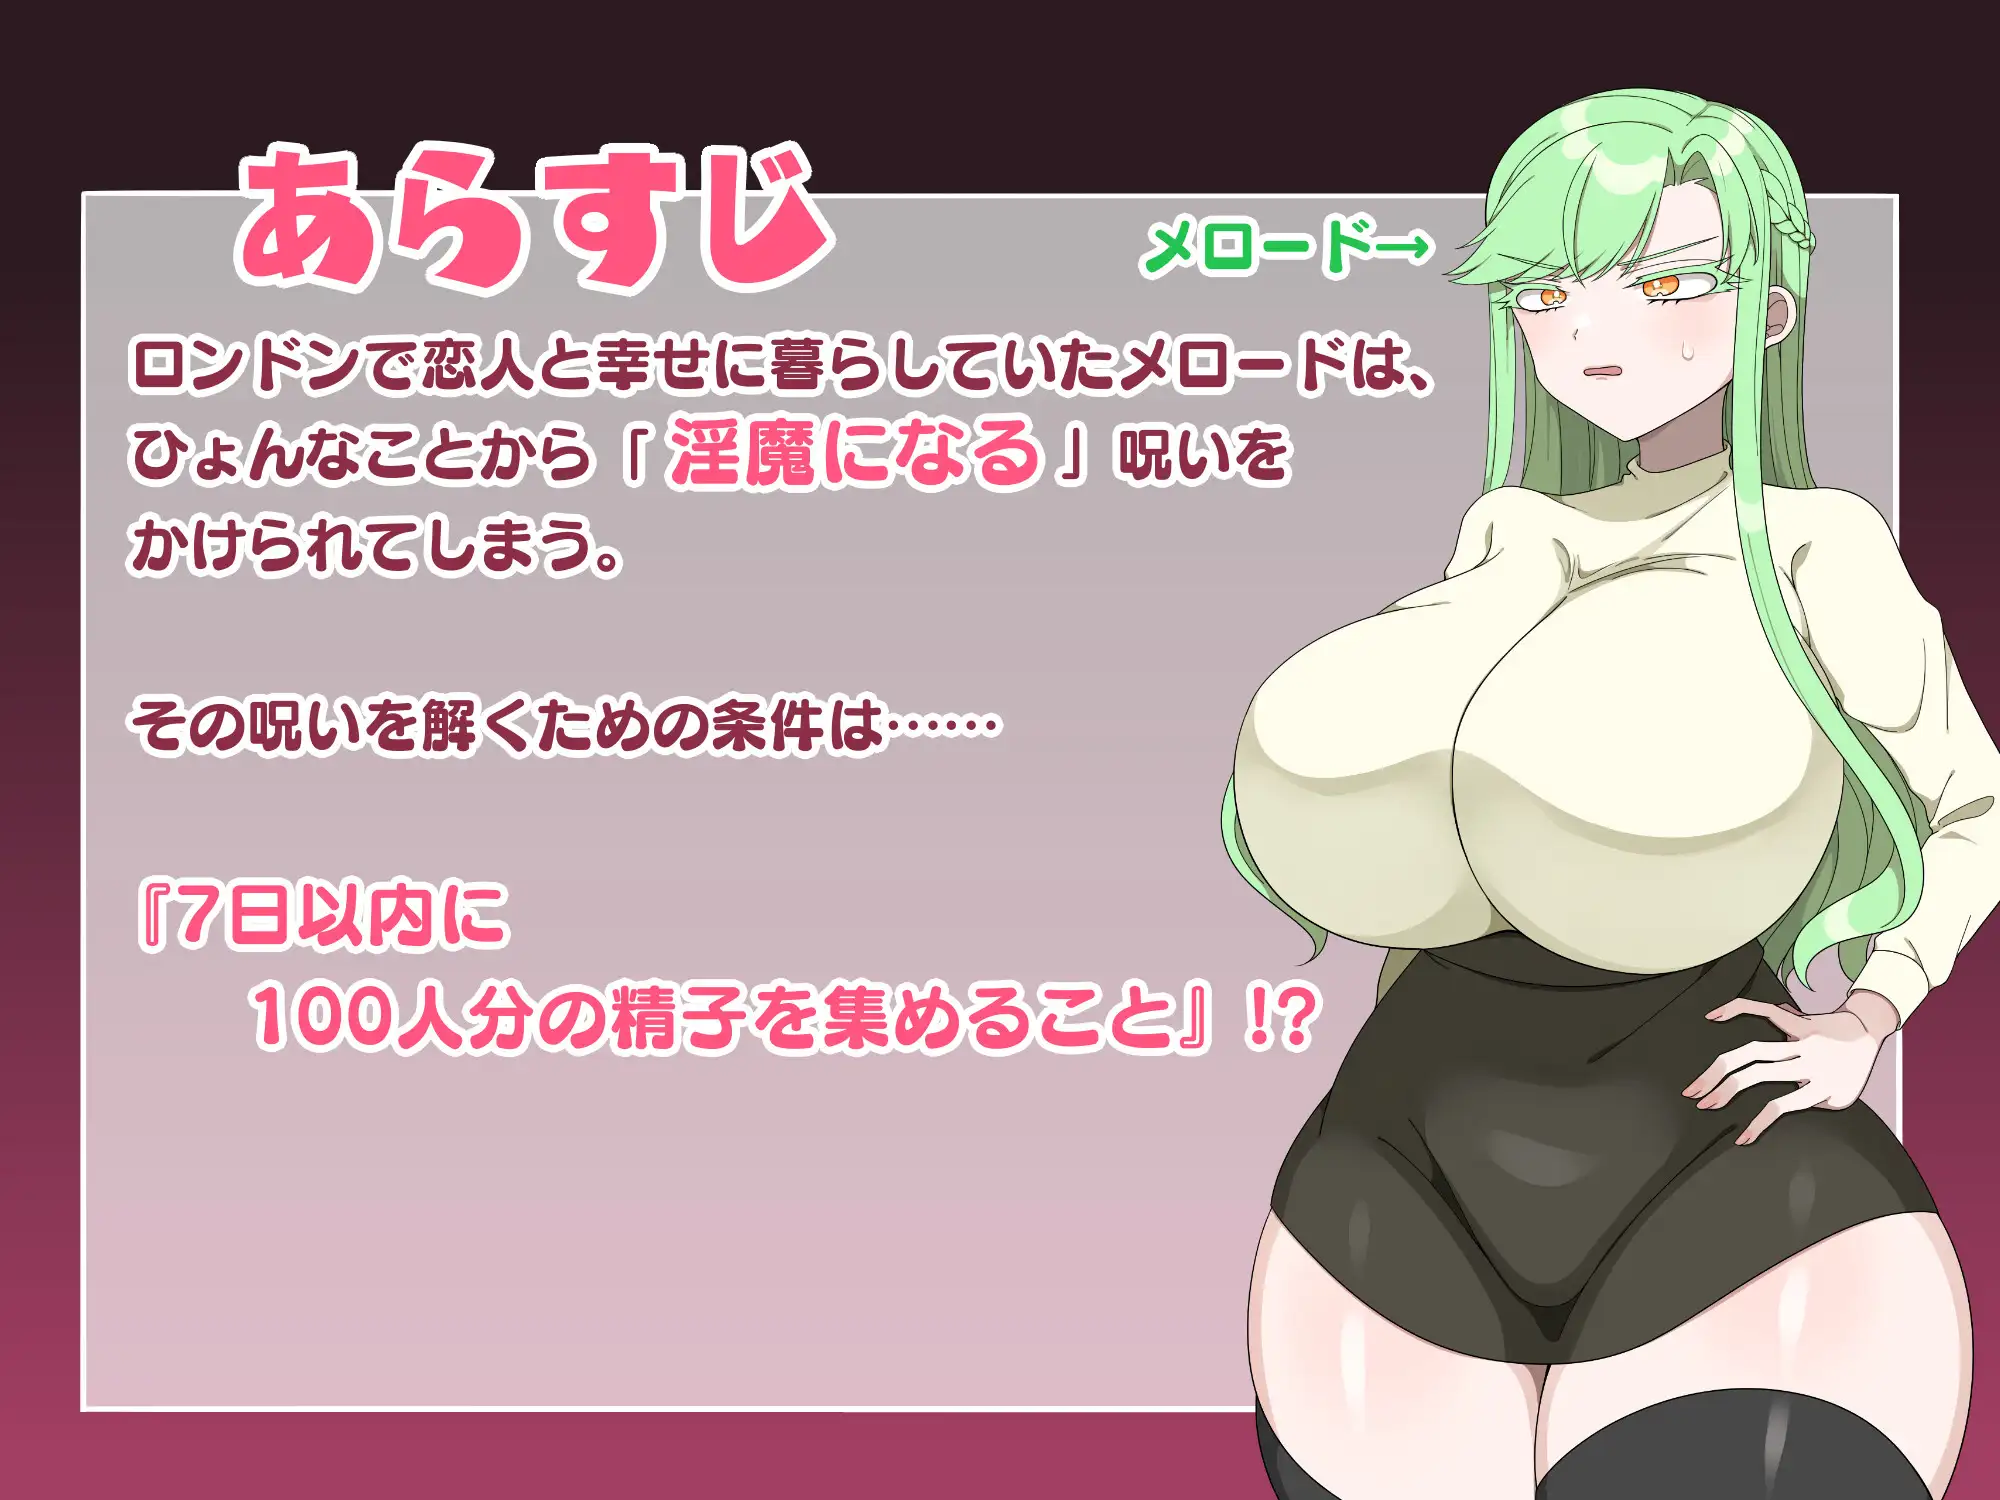 あらすじ
メロード→
ロンドンで恋人と幸せに暮らしていたメロードは、
ひょんなことから「淫魔になる」呪いを
かけられてしまう。
その呪いを解くための条件は……
『7日以内に
100人分の精子を集めること』!?